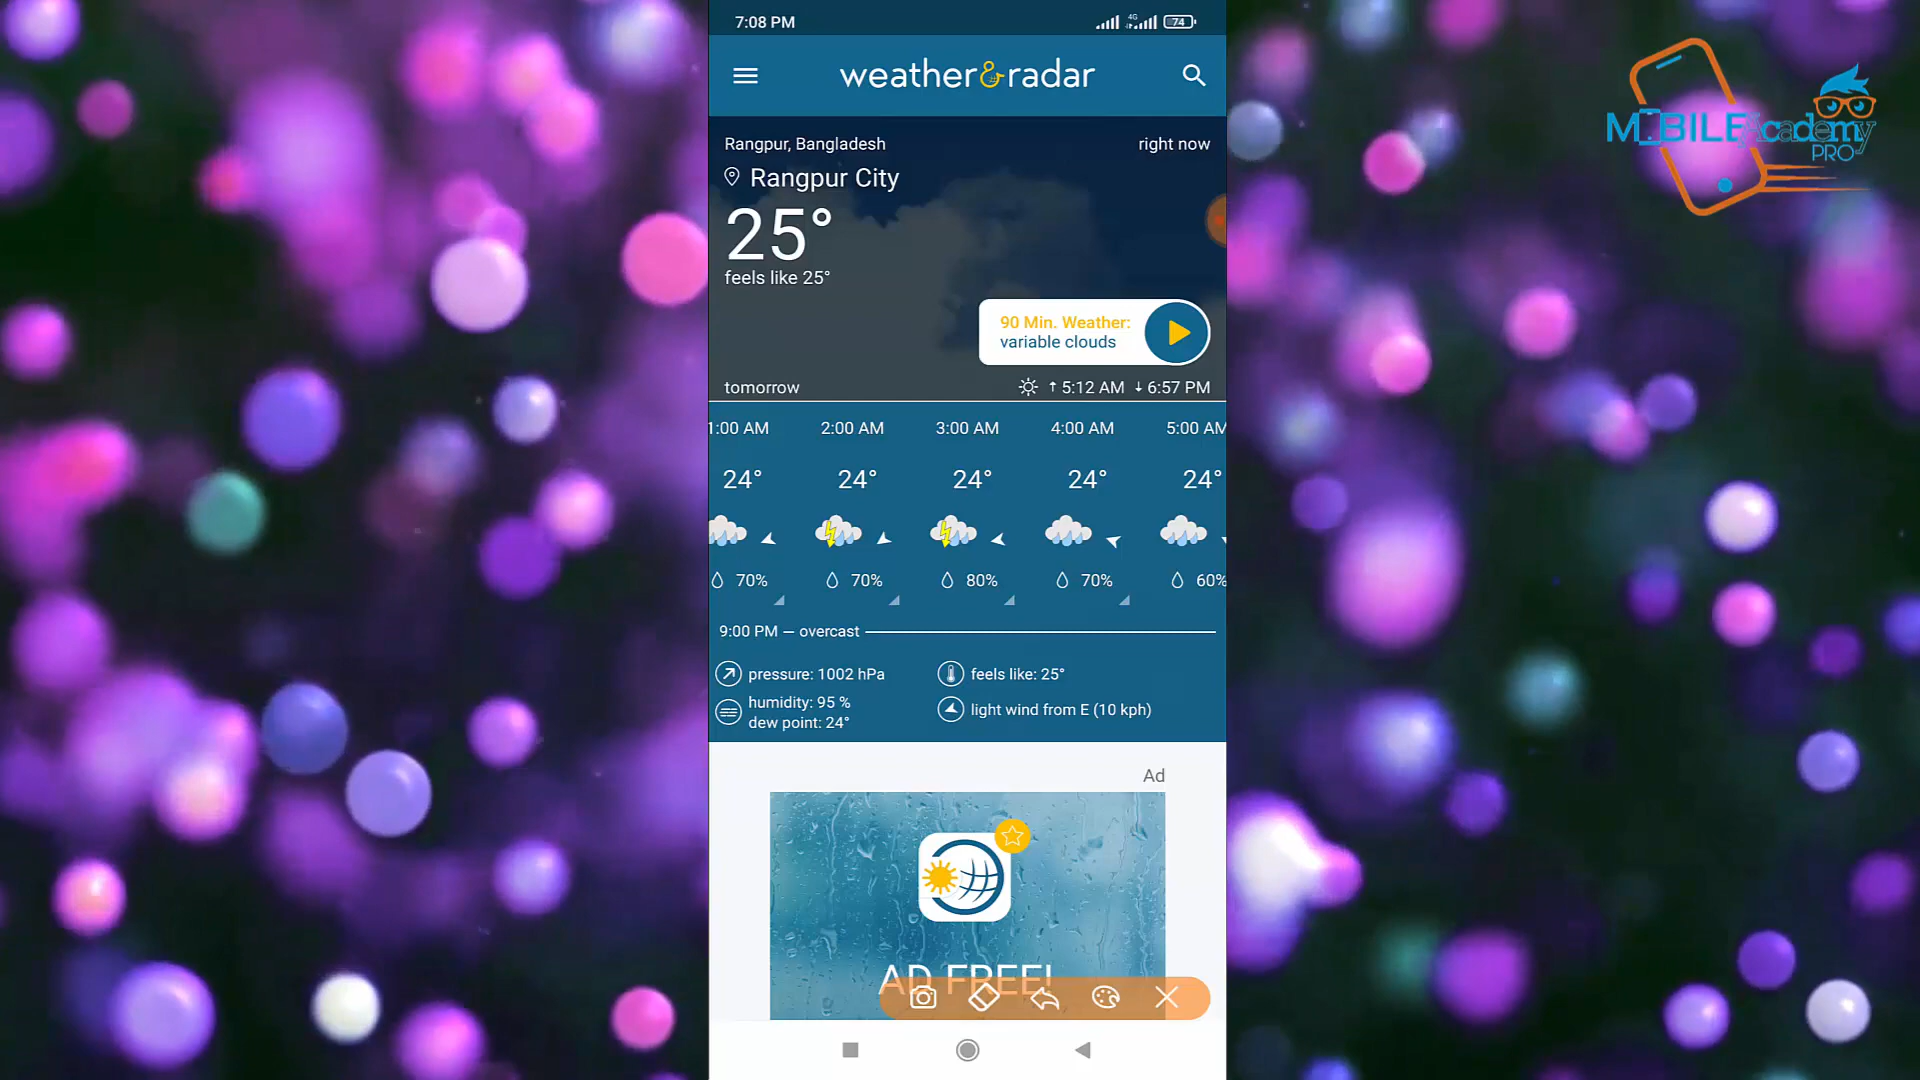 7:08 PM
4G
74
weather&radar
Rangpur, Bangladesh
right now
Rangpur City
25°
feels like 25°
90 Min. Weather:
variable clouds
tomorrow
↑ 5:12 AM ↓ 6:57 PM
1:00 AM 2:00 AM 3:00 AM 4:00 AM 5:00 AM
24° 24° 24° 24° 24°
70% 70% 80% 70% 60%
9:00 PM – overcast
pressure: 1002 hPa
feels like: 25°
humidity: 95 %
dew point: 24°
light wind from E (10 kph)
Ad
AD FREE!
MOBILE Academy
PRO